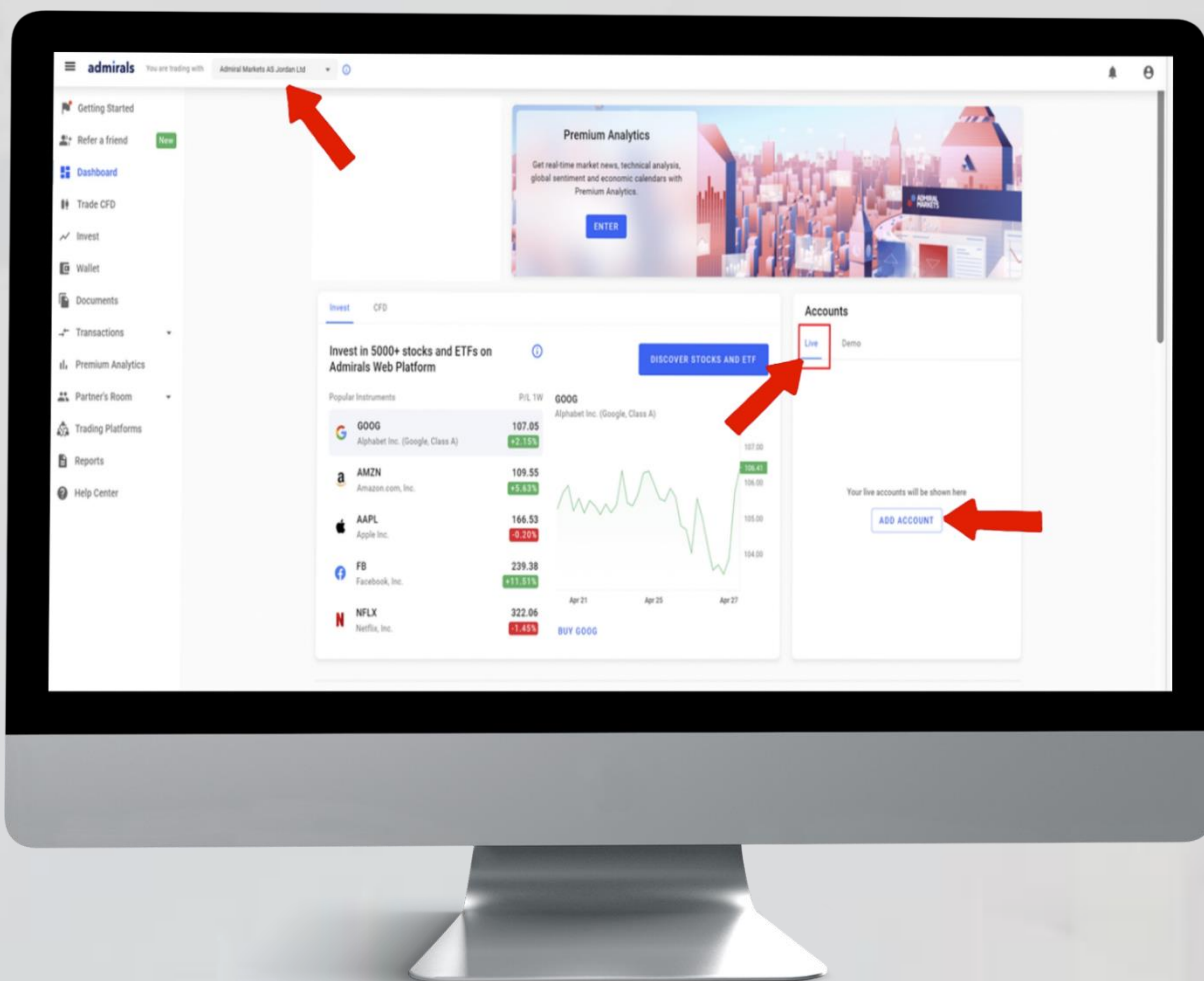 admirals
You are trading with
Admiral Markets AS Jordan Ltd
Getting Started
Refer a friend
New
Dashboard
Trade CFD
Invest
Wallet
Documents
Transactions
Premium Analytics
Partner's Room
Trading Platforms
Reports
Help Center
Premium Analytics
Get real-time market news, technical analysis,
global sentiment and economic calendars with
Premium Analytics.
ENTER
ADMIRAL
MARKETS
Invest
CFD
Invest in 5000+ stocks and ETFs on
Admirals Web Platform
DISCOVER STOCKS AND ETF
Popular Instruments
P/L 1W
GOOG
107.05
Alphabet Inc. (Google, Class A)
+2.15%
AMZN
109.55
Amazon.com, Inc.
+5.63%
AAPL
166.53
Apple Inc.
-0.20%
FB
239.38
Facebook, Inc.
+11.51%
NFLX
322.06
Netflix, Inc.
-1.45%
GOOG
Alphabet Inc. (Google, Class A)
107.00
106.41
106.00
105.00
104.00
Apr 21
Apr 25
Apr 27
BUY GOOG
Accounts
Live
Demo
Your live accounts will be shown here
ADD ACCOUNT